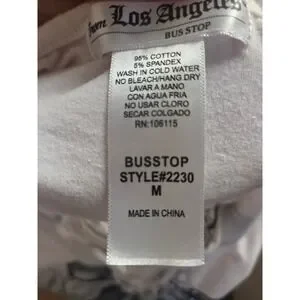 From Los Angeles
BUS STOP
95% COTTON
5% SPANDEX
WASH IN COLD WATER
NO BLEACH/HANG DRY
LAVAR A MANO
CON AGUA FRIA
NO USAR CLORO
SECAR COLGADO
RN:106115
BUSSTOP
STYLE#2230
M
MADE IN CHINA